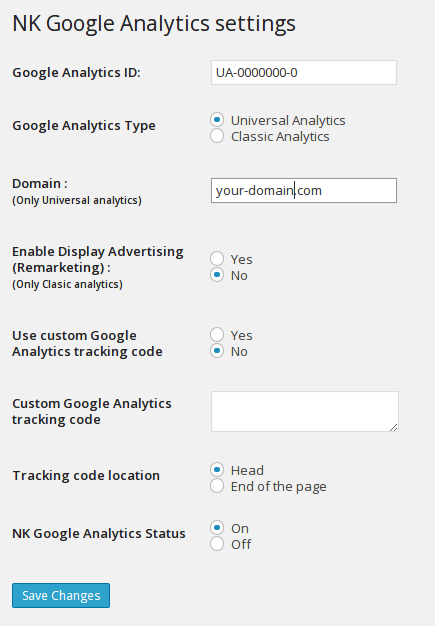 NK Google Analytics settings
Google Analytics ID:
UA-0000000-0
Google Analytics Type
Universal Analytics
Classic Analytics
Domain :
(Only Universal analytics)
your-domain.com
Enable Display Advertising
(Remarketing) :
(Only Clasic analytics)
Yes
No
Use custom Google
Analytics tracking code
Yes
No
Custom Google Analytics
tracking code
Tracking code location
Head
End of the page
NK Google Analytics Status
On
Off
Save Changes